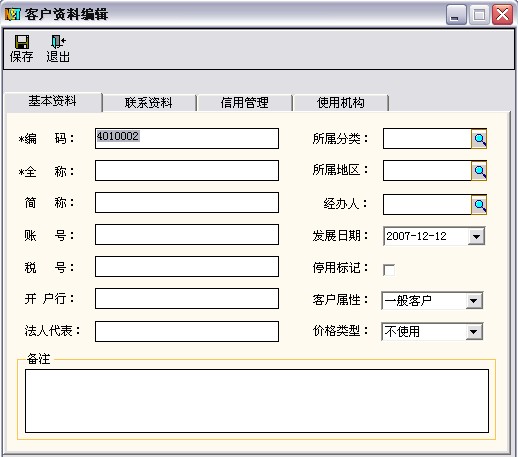 客户资料编辑
保存 退出
基本资料 联系资料 信用管理 使用机构
*编 码： 4010002 所属分类：
*全 称： 所属地区：
简 称： 经办人：
账 号： 发展日期： 2007-12-12
税 号： 停用标记：
开 户行： 客户属性： 一般客户
法人代表： 价格类型： 不使用
备注